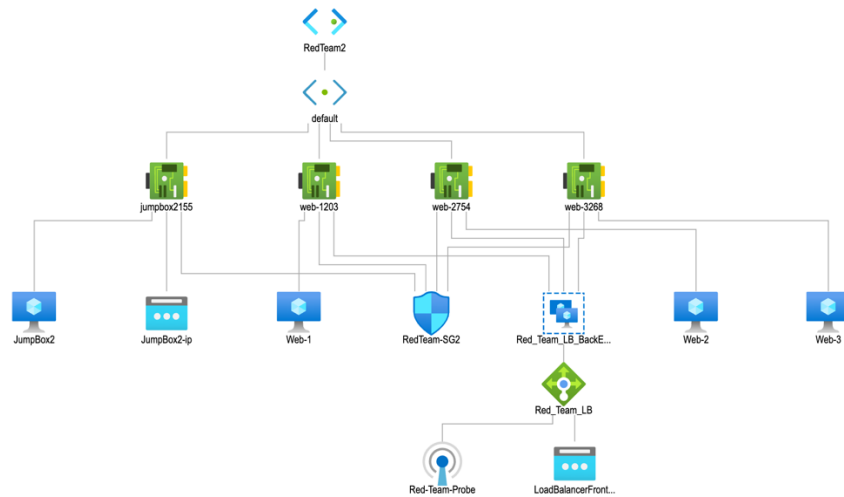 RedTeam2
default
jumpbox2155
web-1203
web-2754
web-3268
JumpBox2
JumpBox2-ip
Web-1
RedTeam-SG2
Red_Team_LB_BackE...
Web-2
Web-3
Red_Team_LB
Red-Team-Probe
LoadBalancerFront...